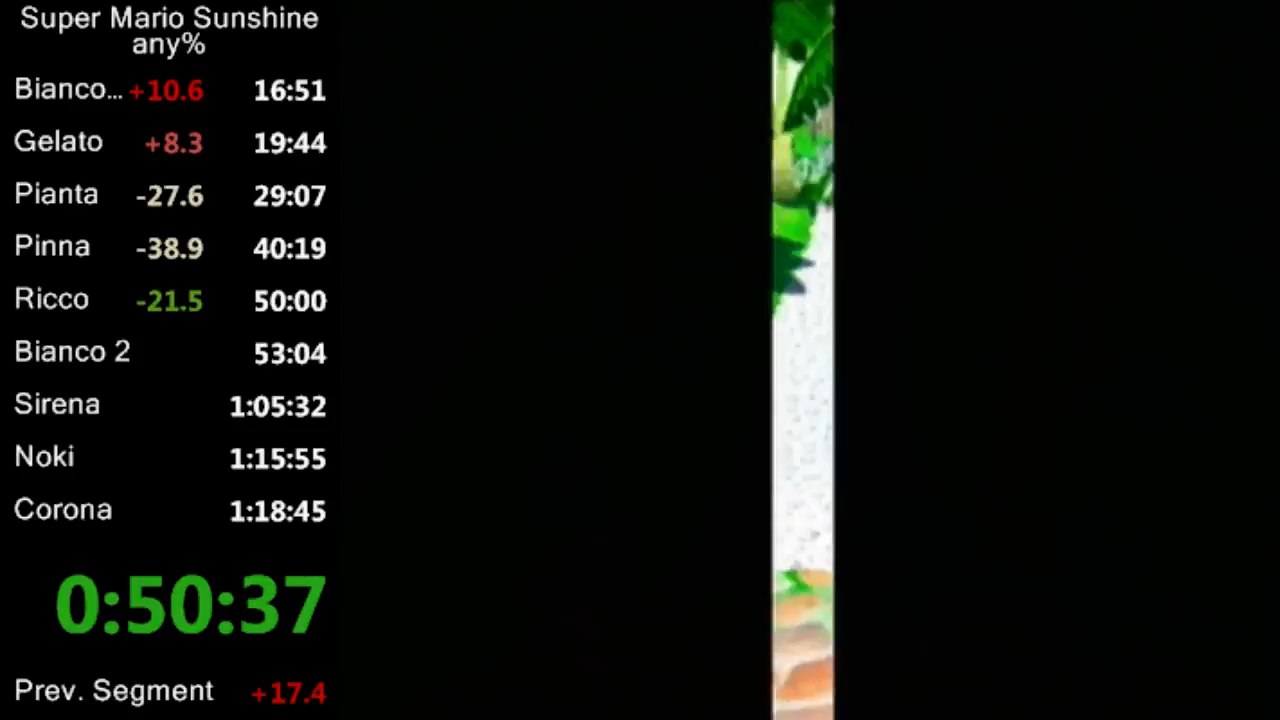 Super Mario Sunshine
any%
Bianco... +10.6 16:51
Gelato +8.3 19:44
Pianta -27.6 29:07
Pinna -38.9 40:19
Ricco -21.5 50:00
Bianco 2 53:04
Sirena 1:05:32
Noki 1:15:55
Corona 1:18:45
0:50:37
Prev. Segment +17.4